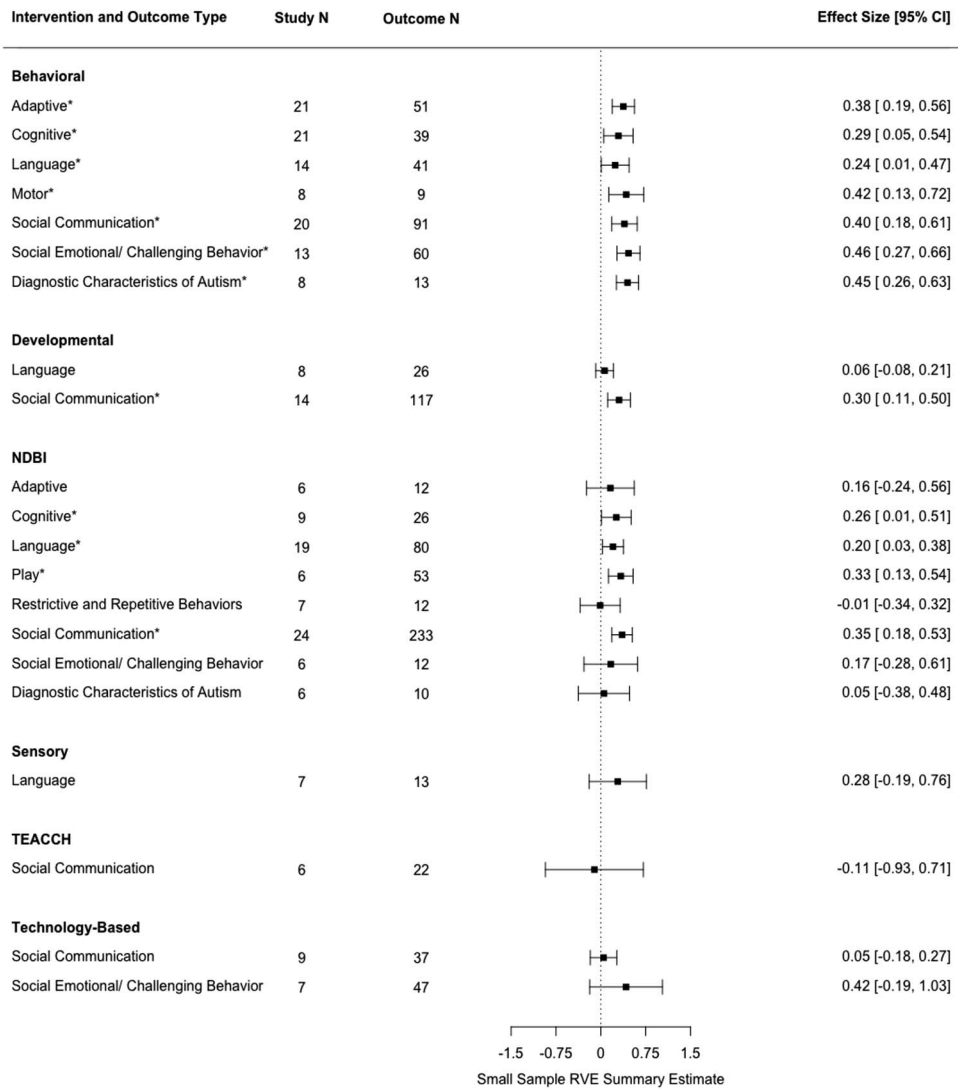 Intervention and Outcome Type Study N Outcome N Effect Size [95% CI]
Behavioral
Adaptive* 21 51 0.38 [ 0.19, 0.56]
Cognitive* 21 39 0.29 [ 0.05, 0.54]
Language* 14 41 0.24 [ 0.01, 0.47]
Motor* 8 9 0.42 [ 0.13, 0.72]
Social Communication* 20 91 0.40 [ 0.18, 0.61]
Social Emotional/ Challenging Behavior* 13 60 0.46 [ 0.27, 0.66]
Diagnostic Characteristics of Autism* 8 13 0.45 [ 0.26, 0.63]
Developmental
Language 8 26 0.06 [-0.08, 0.21]
Social Communication* 14 117 0.30 [ 0.11, 0.50]
NDBI
Adaptive 6 12 0.16 [-0.24, 0.56]
Cognitive* 9 26 0.26 [ 0.01, 0.51]
Language* 19 80 0.20 [ 0.03, 0.38]
Play* 6 53 0.33 [ 0.13, 0.54]
Restrictive and Repetitive Behaviors 7 12 -0.01 [-0.34, 0.32]
Social Communication* 24 233 0.35 [ 0.18, 0.53]
Social Emotional/ Challenging Behavior 6 12 0.17 [-0.28, 0.61]
Diagnostic Characteristics of Autism 6 10 0.05 [-0.38, 0.48]
Sensory
Language 7 13 0.28 [-0.19, 0.76]
TEACCH
Social Communication 6 22 -0.11 [-0.93, 0.71]
Technology-Based
Social Communication 9 37 0.05 [-0.18, 0.27]
Social Emotional/ Challenging Behavior 7 47 0.42 [-0.19, 1.03]
-1.5 -0.75 0 0.75 1.5
Small Sample RVE Summary Estimate